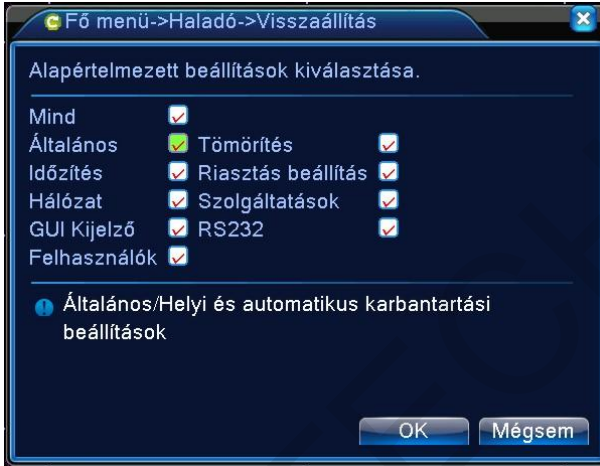 Fő menü->Haladó->Visszaállítás
Alapértelmezett beállítások kiválasztása.
Mind
Általános Tömörítés
Időzítés Riasztás beállítás
Hálózat Szolgáltatások
GUI Kijelző RS232
Felhasználók
Általános/Helyi és automatikus karbantartási
beállítások
OK Mégsem